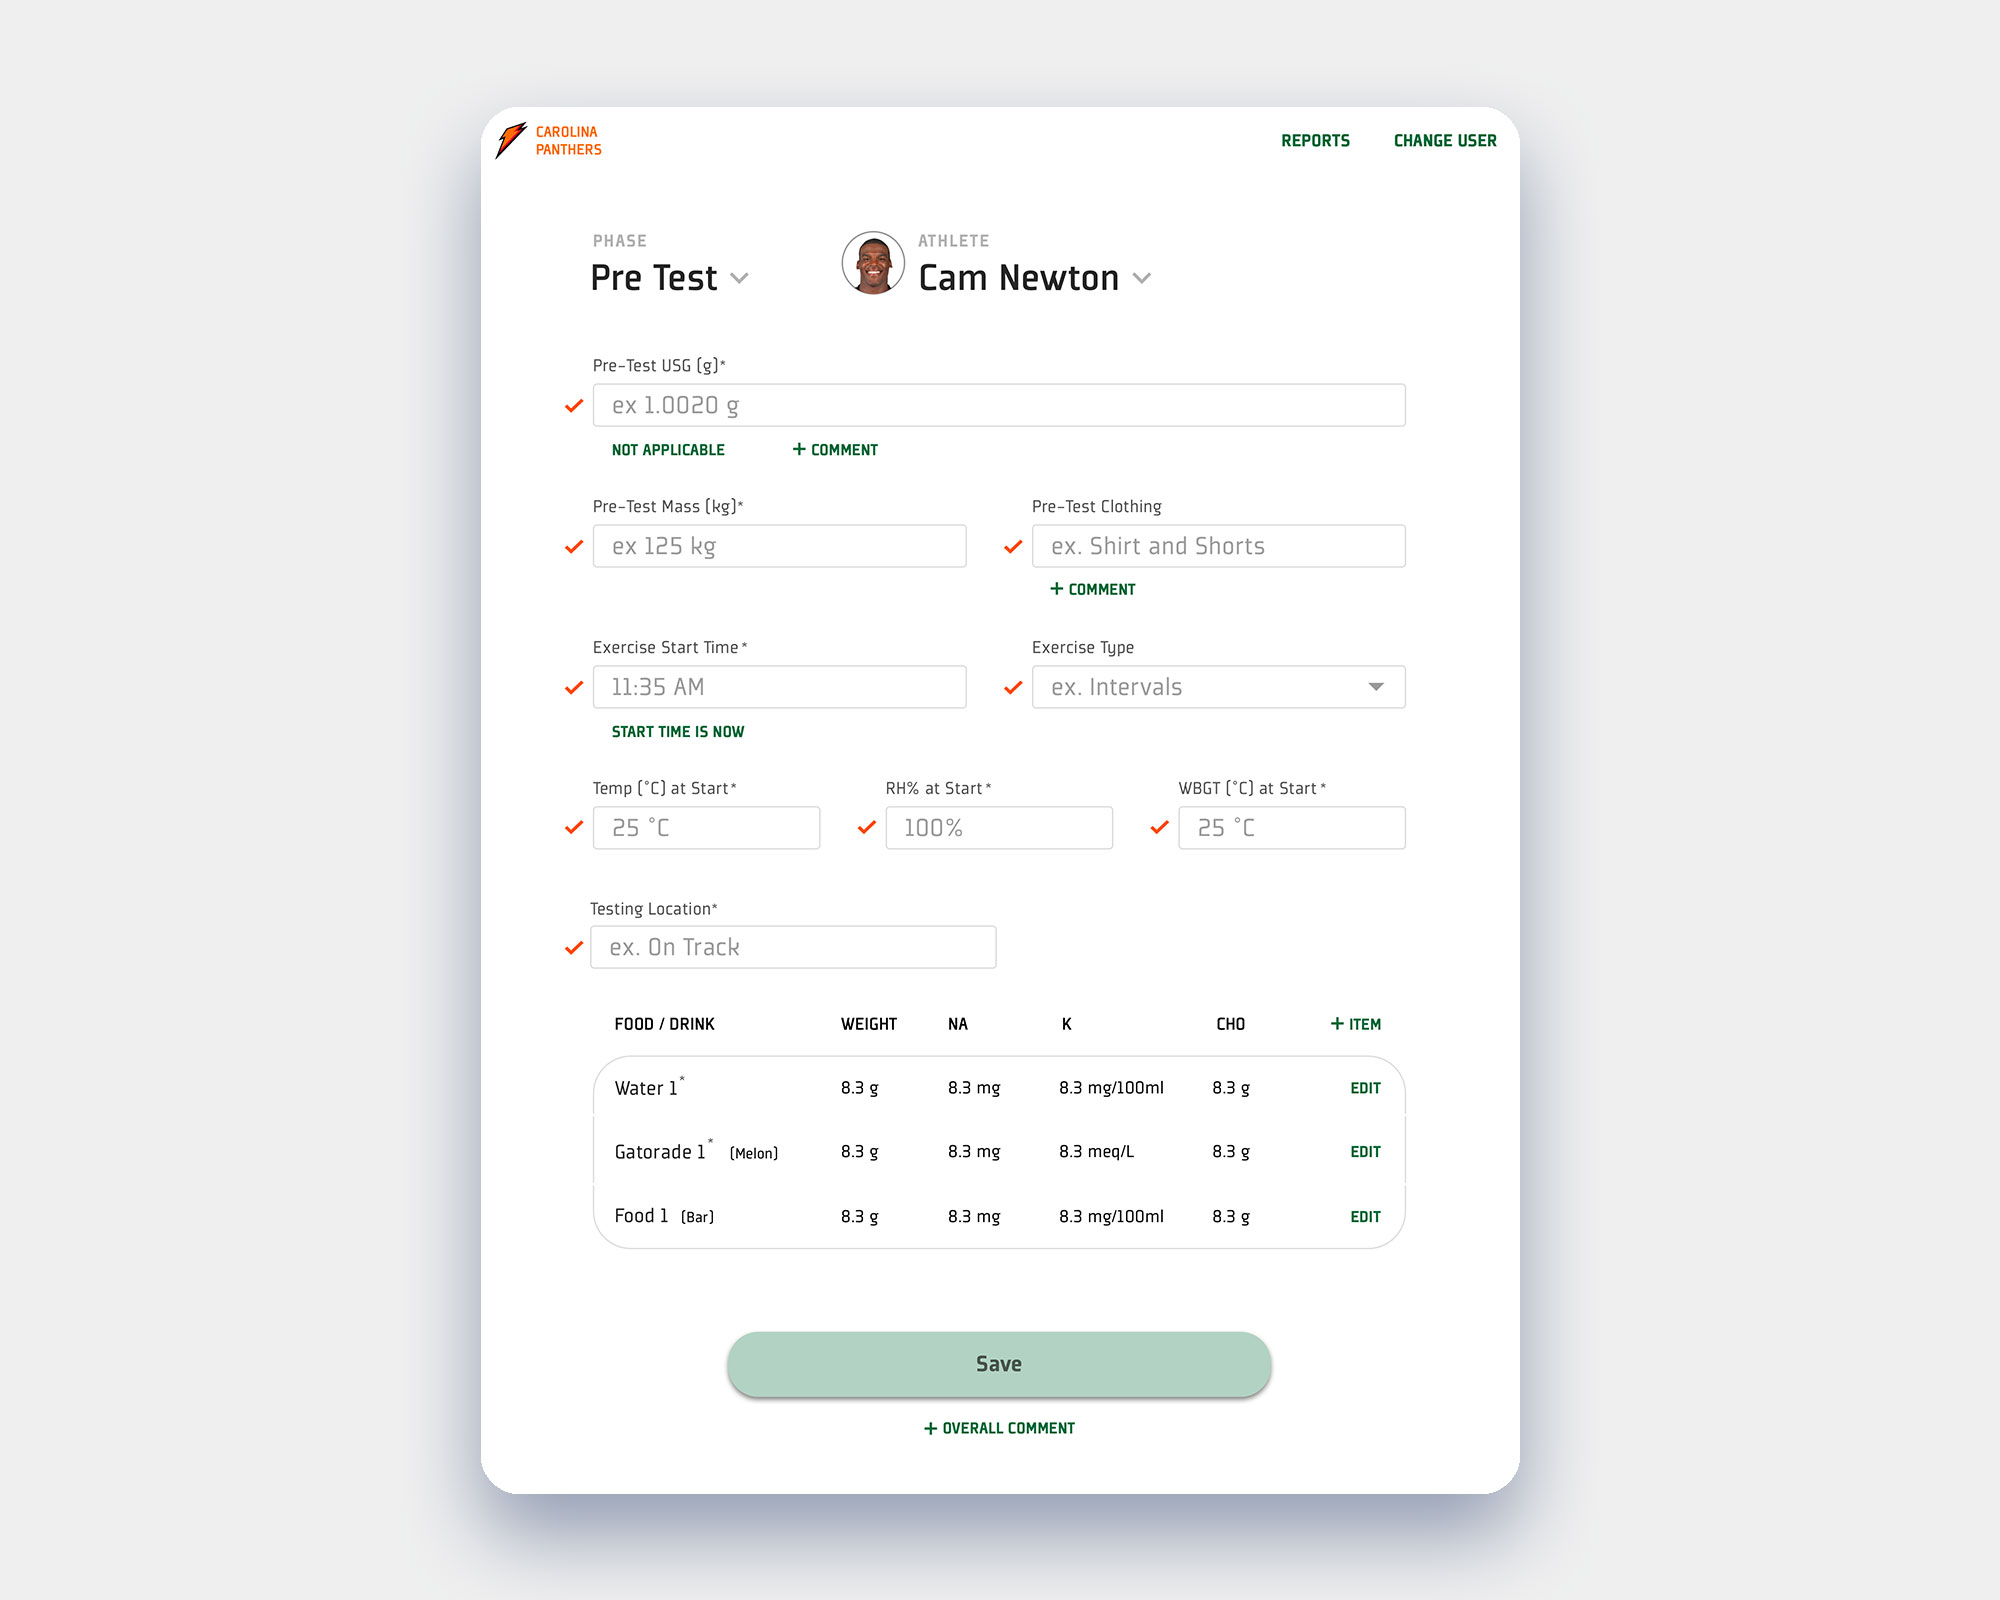 CAROLINA
PANTHERS
REPORTS CHANGE USER
PHASE ATHLETE
Pre Test Cam Newton
Pre-Test USG (g)*
ex 1.0020 g
NOT APPLICABLE + COMMENT
Pre-Test Mass (kg)* Pre-Test Clothing
ex 125 kg ex. Shirt and Shorts
+ COMMENT
Exercise Start Time* Exercise Type
11:35 AM ex. Intervals
START TIME IS NOW
Temp (°C) at Start* RH% at Start* WBGT (°C) at Start*
25 °C 100% 25 °C
Testing Location*
ex. On Track
FOOD / DRINK WEIGHT NA K CHO + ITEM
Water 1* 8.3 g 8.3 mg 8.3 mg/100ml 8.3 g EDIT
Gatorade 1* (Melon) 8.3 g 8.3 mg 8.3 meq/L 8.3 g EDIT
Food 1 (Bar) 8.3 g 8.3 mg 8.3 mg/100ml 8.3 g EDIT
Save
+ OVERALL COMMENT